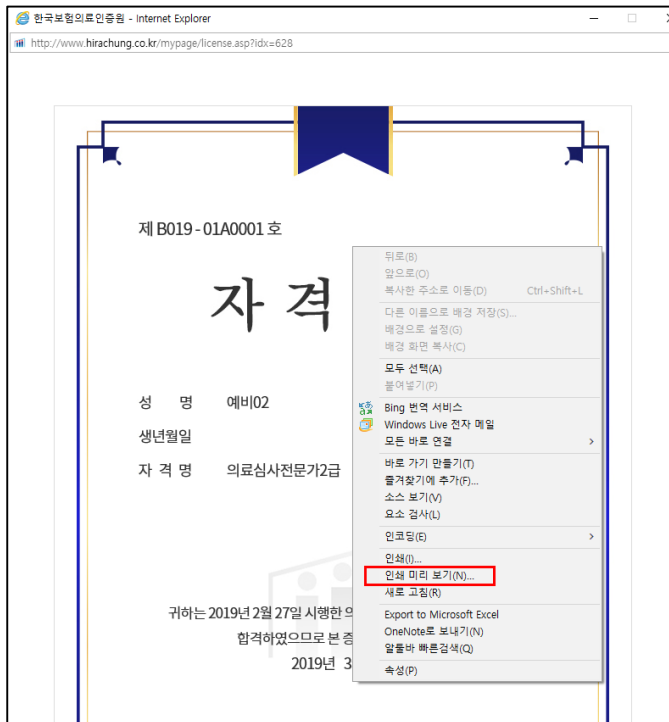 한국보험의료인증원 - Internet Explorer
http://www.hirachung.co.kr/mypage/license.asp?idx=628
제 B019 - 01A0001 호
자 격
성 명 예비02
생년월일
자 격 명 의료심사전문가2급
귀하는 2019년 2월 27일 시행한 의
합격하였으므로 본 증
2019년 3
뒤로(B)
앞으로(O)
복사한 주소로 이동(D) Ctrl+Shift+L
다른 이름으로 배경 저장(S)...
배경으로 설정(G)
배경 화면 복사(C)
모두 선택(A)
붙여넣기(P)
Bing 번역 서비스
Windows Live 전자 메일
모든 바로 연결
바로 가기 만들기(T)
즐겨찾기에 추가(F)...
소스 보기(V)
요소 검사(L)
인코딩(E)
인쇄(I)...
인쇄 미리 보기(N)...
새로 고침(R)
Export to Microsoft Excel
OneNote로 보내기(N)
알툴바 빠른검색(Q)
속성(P)